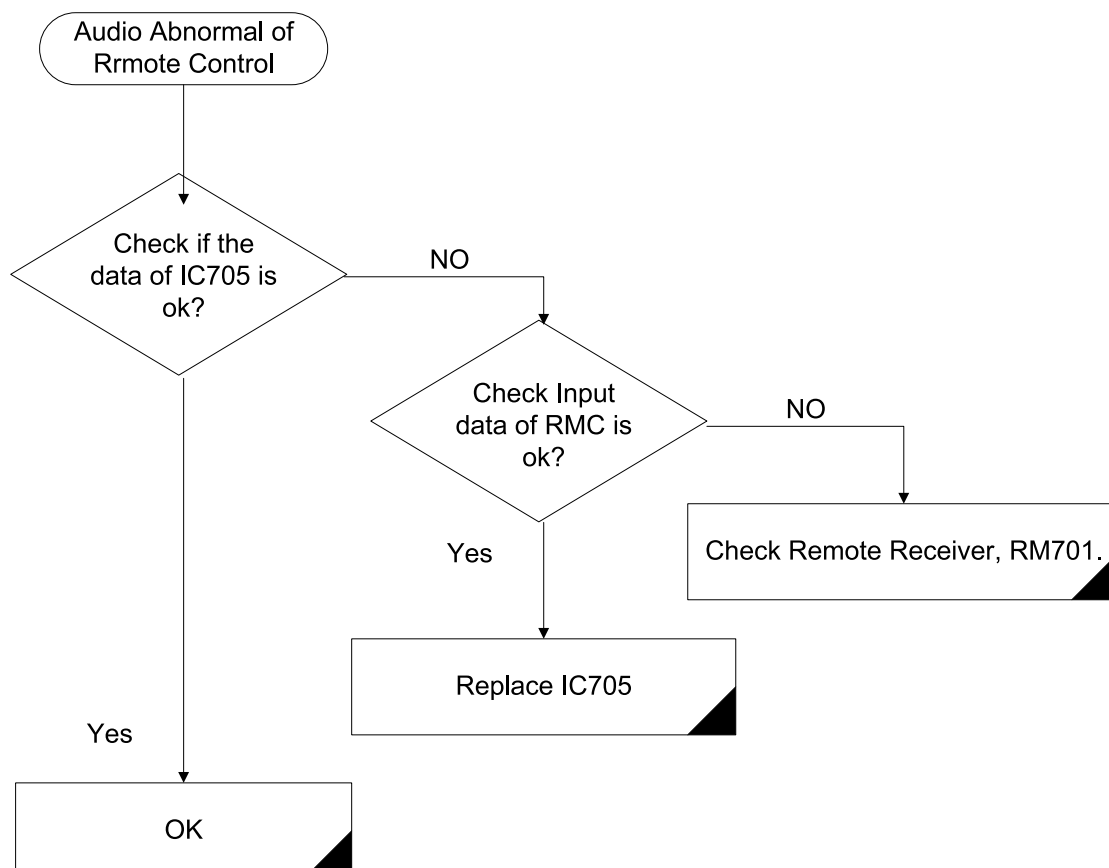 Audio Abnormal of
Rrmote Control
Check if the
data of IC705 is
ok?
NO
Check Input
data of RMC is
ok?
NO
Yes
Check Remote Receiver, RM701.
Replace IC705
Yes
OK